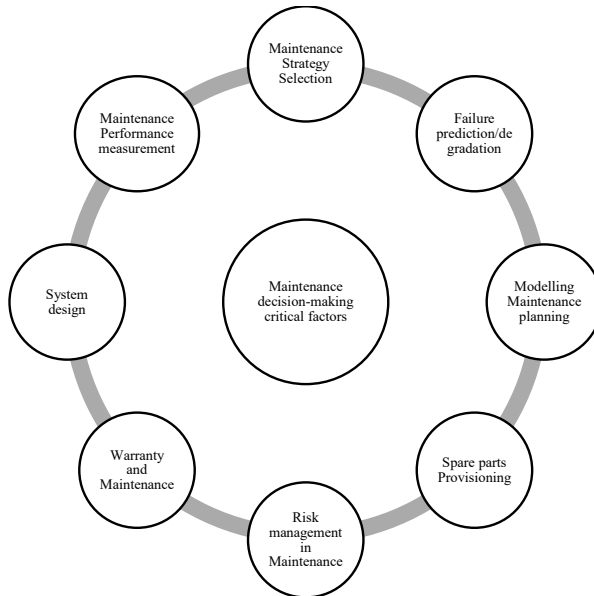 Maintenance
Strategy
Selection
Failure
prediction/de
gradation
Modelling
Maintenance
planning
Spare parts
Provisioning
Risk
management
in
Maintenance
Warranty
and
Maintenance
System
design
Maintenance
Performance
measurement
Maintenance
decision-making
critical factors